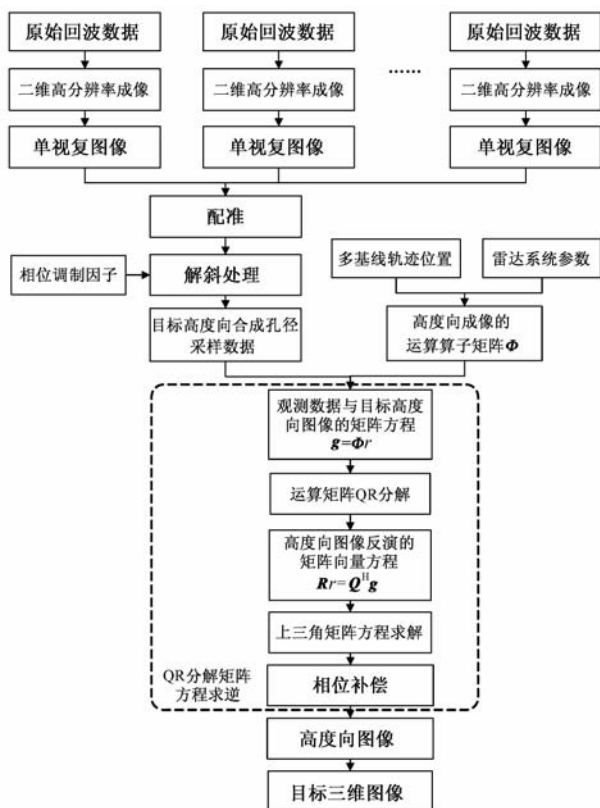 原始回波数据
原始回波数据
原始回波数据
......
二维高分辨率成像
二维高分辨率成像
二维高分辨率成像
单视复图像
单视复图像
单视复图像
配准
相位调制因子
解斜处理
多基线轨迹位置
雷达系统参数
目标高度向合成孔径
采样数据
高度向成像的
运算算子矩阵Φ
观测数据与目标高度
向图像的矩阵方程
g=Φr
运算矩阵QR分解
高度向图像反演的
矩阵向量方程
Rr=Q^H g
上三角矩阵方程求解
QR分解矩阵
方程求逆
相位补偿
高度向图像
目标三维图像